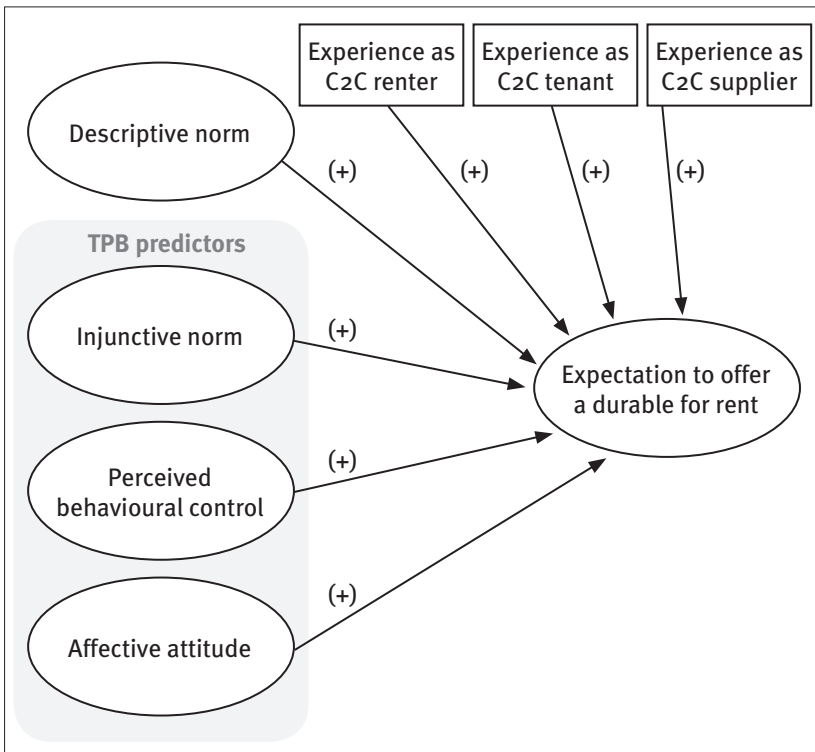 Experience as
C2C renter
Experience as
C2C tenant
Experience as
C2C supplier
Descriptive norm
(+)
(+)
(+)
(+)
TPB predictors
Injunctive norm
(+)
Expectation to offer
a durable for rent
Perceived
behavioural control
(+)
Affective attitude
(+)